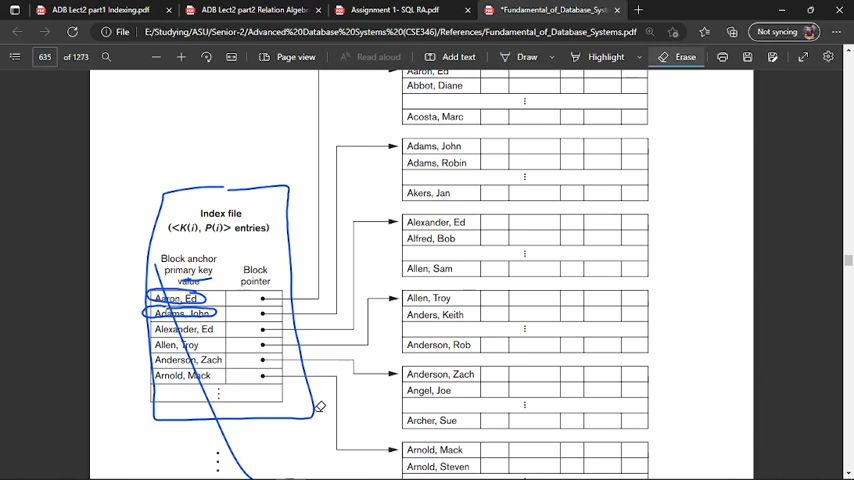 ADB Lect2 part1 Indexing.pdf
ADB Lect2 part2 Relation Algebra
Assignment 1- SQL RA.pdf
*Fundamental_of_Database_Syst
File
E:/Studying/ASU/Senior-2/Advanced%20Database%20Systems%20(CSE346)/References/Fundamental_of_Database_Systems.pdf
Not syncing
635 of 1273
Page view
Read aloud
Add text
Draw
Highlight
Erase
Aaron, Ed
Abbot, Diane
Acosta, Marc
Adams, John
Adams, Robin
Akers, Jan
Index file
(<K(i), P(i)> entries)
Block anchor
primary key
value
Block
pointer
Aaron, Ed
Adams, John
Alexander, Ed
Allen, Troy
Anderson, Zach
Arnold, Mack
Alexander, Ed
Alfred, Bob
Allen, Sam
Allen, Troy
Anders, Keith
Anderson, Rob
Anderson, Zach
Angel, Joe
Archer, Sue
Arnold, Mack
Arnold, Steven